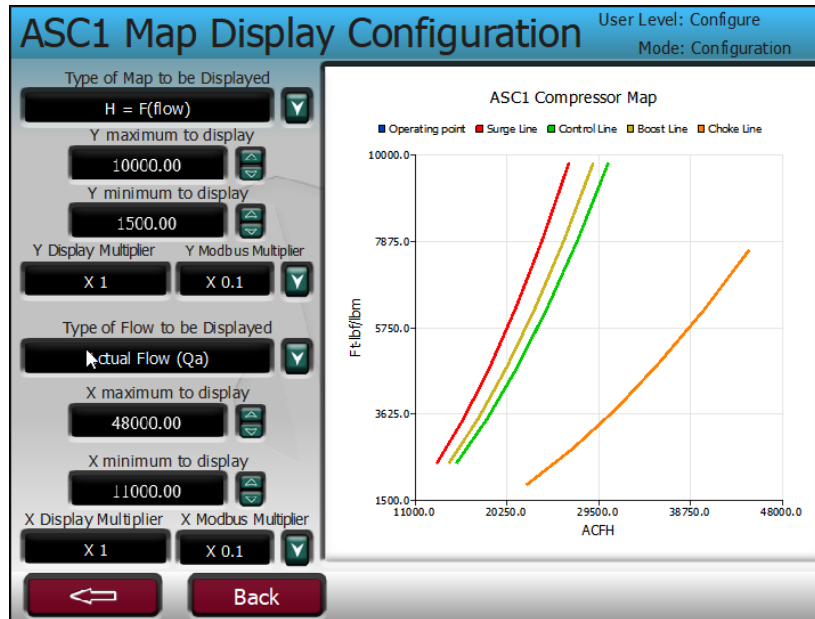 ASC1 Map Display Configuration
User Level: Configure
Mode: Configuration
Type of Map to be Displayed
H = F(flow)
Y maximum to display
10000.00
Y minimum to display
1500.00
Y Display Multiplier Y Modbus Multiplier
X 1 X 0.1
Type of Flow to be Displayed
Actual Flow (Qa)
X maximum to display
48000.00
X minimum to display
11000.00
X Display Multiplier X Modbus Multiplier
X 1 X 0.1
Back
ASC1 Compressor Map
Operating point Surge Line Control Line Boost Line Choke Line
10000.0
7875.0
5750.0
3625.0
1500.0
Ft-lbf/lbm
11000.0 20250.0 29500.0 38750.0 48000.0
ACFH